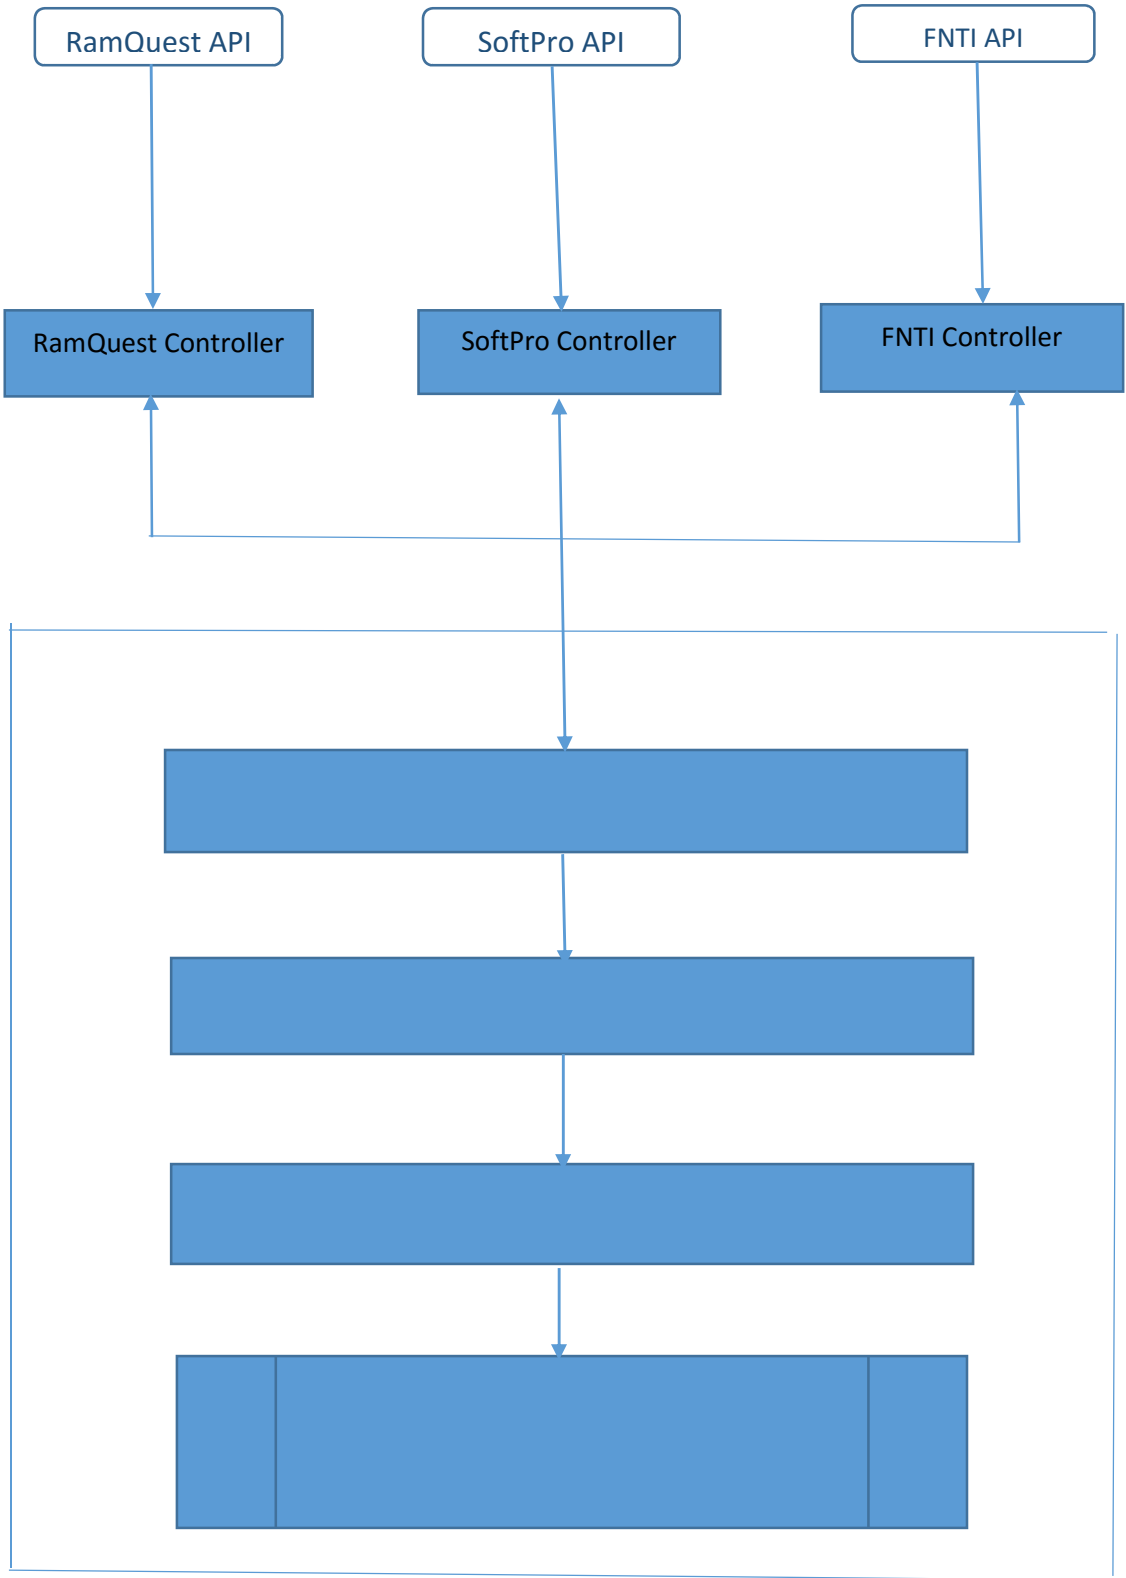 RamQuest API
SoftPro API
FNTI API
RamQuest Controller
SoftPro Controller
FNTI Controller